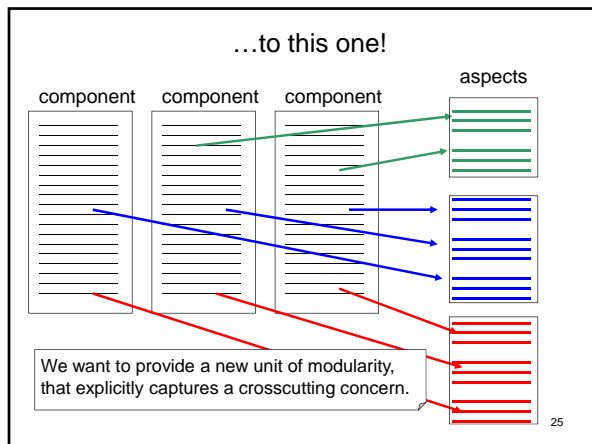 …to this one!
aspects
component component component
We want to provide a new unit of modularity,
that explicitly captures a crosscutting concern.
25